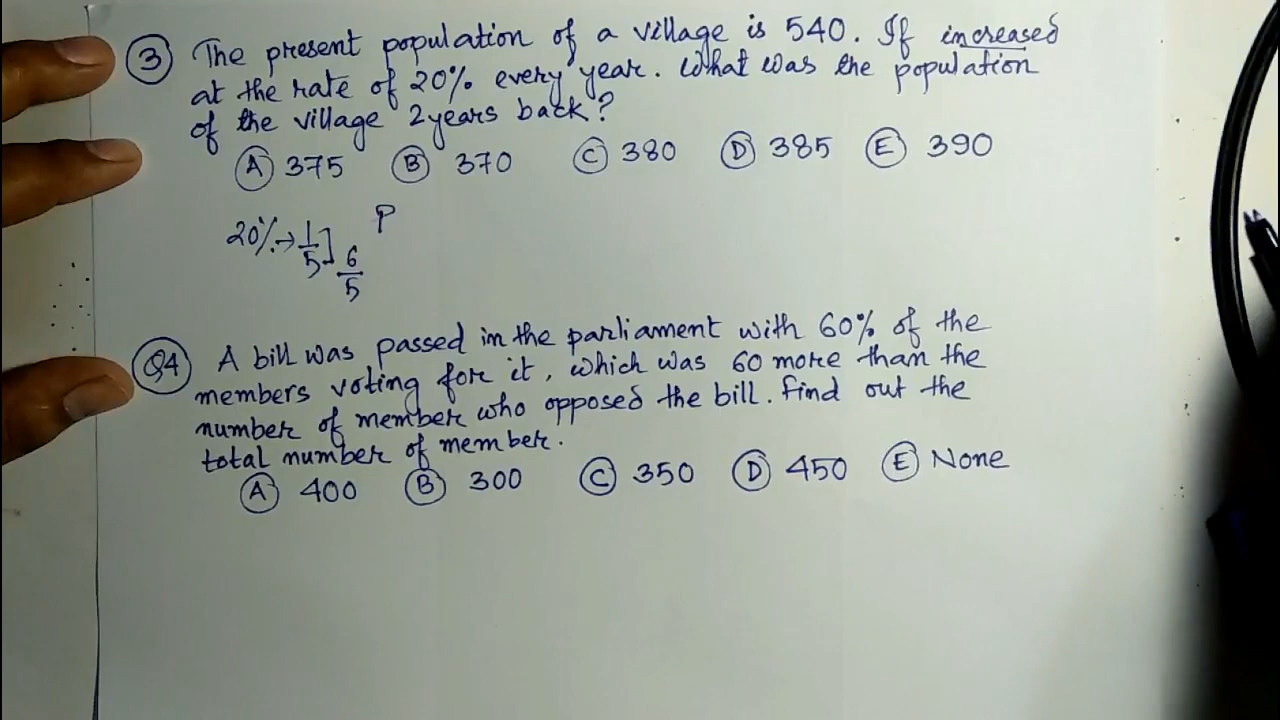 3 The present population of a village is 540. If increased
at the rate of 20% every year. What was the population
of the village 2 years back?
A 375 B 370 C 380 D 385 E 390
20% → 1/5 ] 6/5 P
Q4 A bill was passed in the parliament with 60% of the
members voting for it, which was 60 more than the
number of member who opposed the bill. find out the
total number of member.
A 400 B 300 C 350 D 450 E None